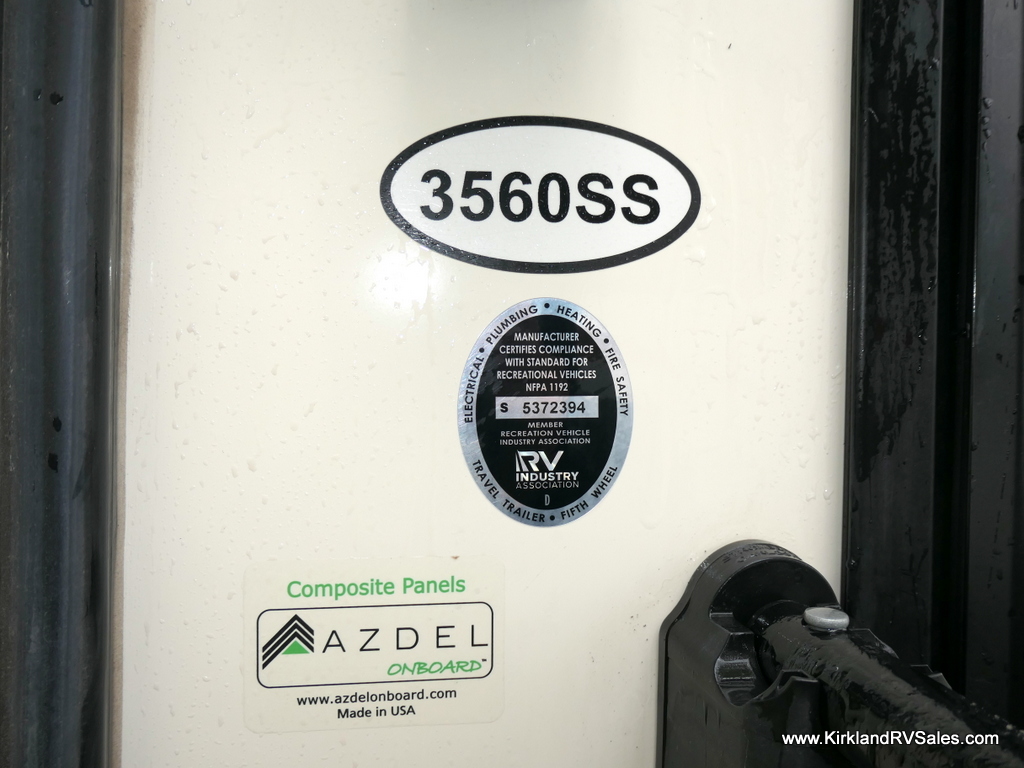 3560SS
ELECTRICAL • PLUMBING • HEATING • FIRE SAFETY
MANUFACTURER
CERTIFIES COMPLIANCE
WITH STANDARD FOR
RECREATIONAL VEHICLES
NFPA 1192
S 5372394
MEMBER
RECREATION VEHICLE
INDUSTRY ASSOCIATION
RV
INDUSTRY
ASSOCIATION
D
TRAVEL TRAILER • FIFTH WHEEL
Composite Panels
AZDEL
ONBOARD™
www.azdelonboard.com
Made in USA
www.KirklandRVSales.com